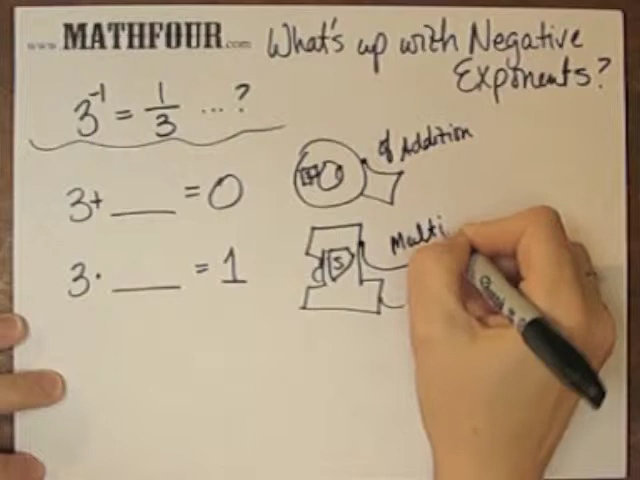 www.MATHFOUR.com What's up with Negative
Exponents?
3⁻¹ = 1/3 ...?
of Addition
3+ ___ = 0
Multi
3· ___ = 1